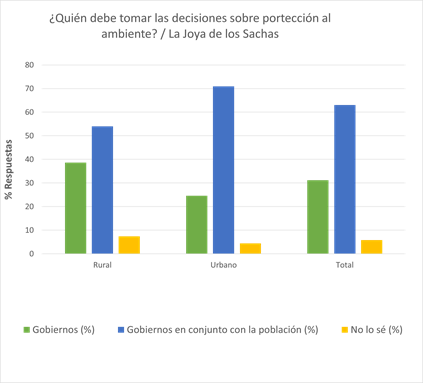 ¿Quién debe tomar las decisiones sobre portección al
ambiente? / La Joya de los Sachas
80
70
60
50
40
30
20
10
0
% Respuestas
Rural Urbano Total
Gobiernos (%) Gobiernos en conjunto con la población (%) No lo sé (%)